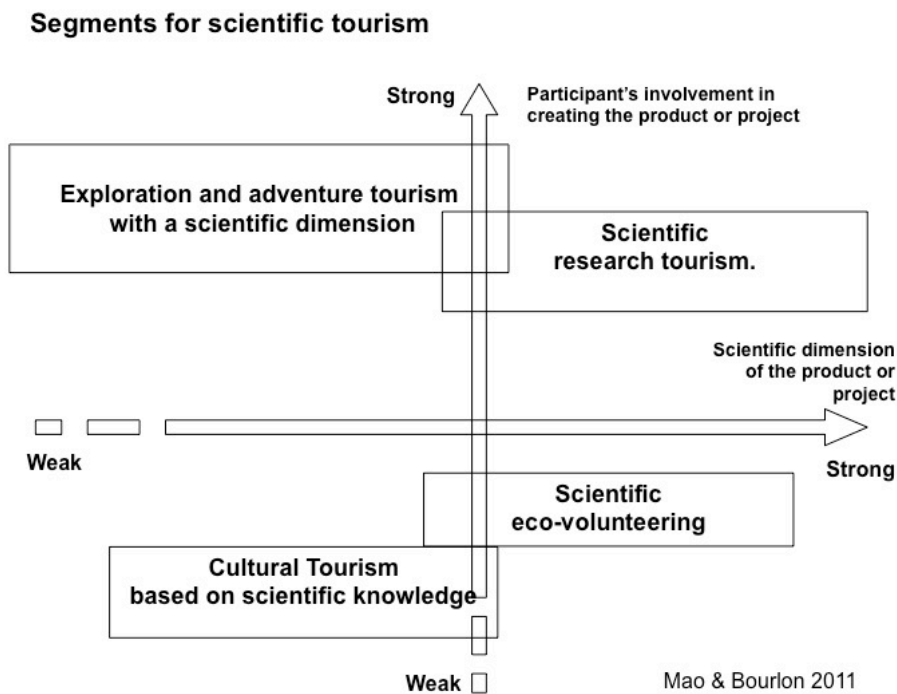 Segments for scientific tourism
Strong
Participant's involvement in
creating the product or project
Exploration and adventure tourism
with a scientific dimension
Scientific
research tourism.
Scientific dimension
of the product or
project
Weak
Strong
Scientific
eco-volunteering
Cultural Tourism
based on scientific knowledge
Weak
Mao & Bourlon 2011